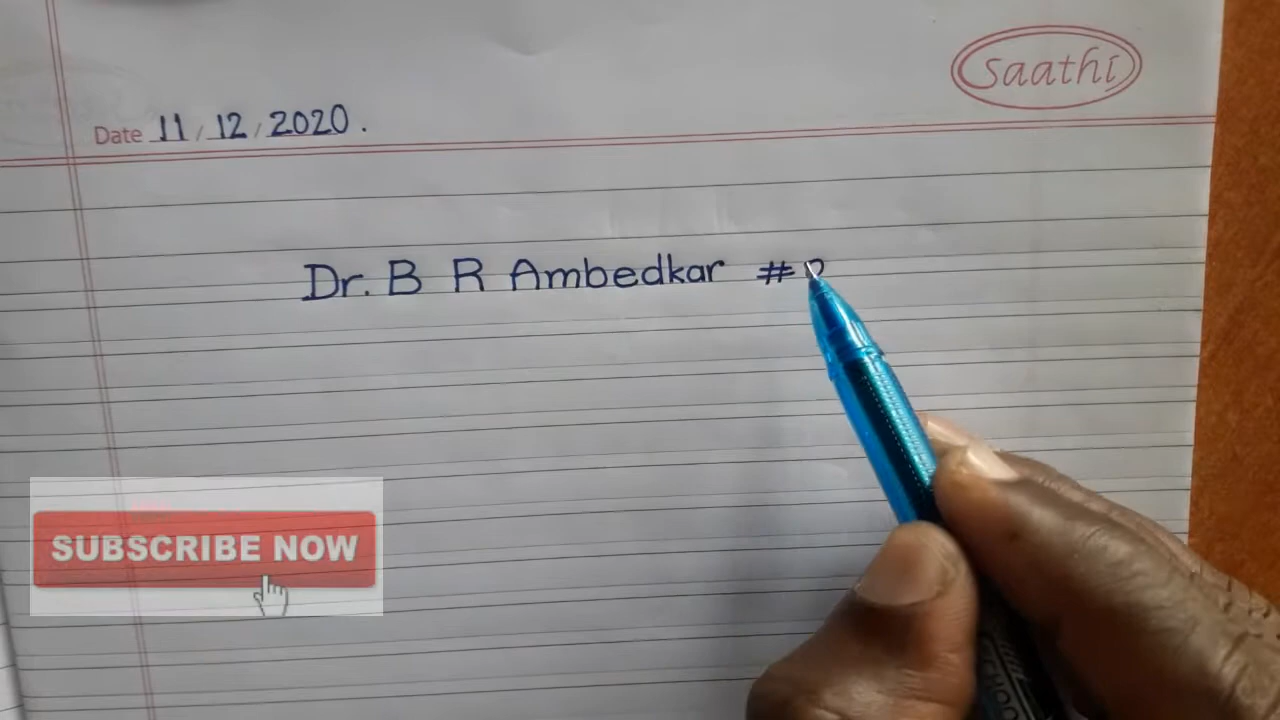 Saathi
Date 11/12/2020.
Dr. B R Ambedkar #
SUBSCRIBE NOW